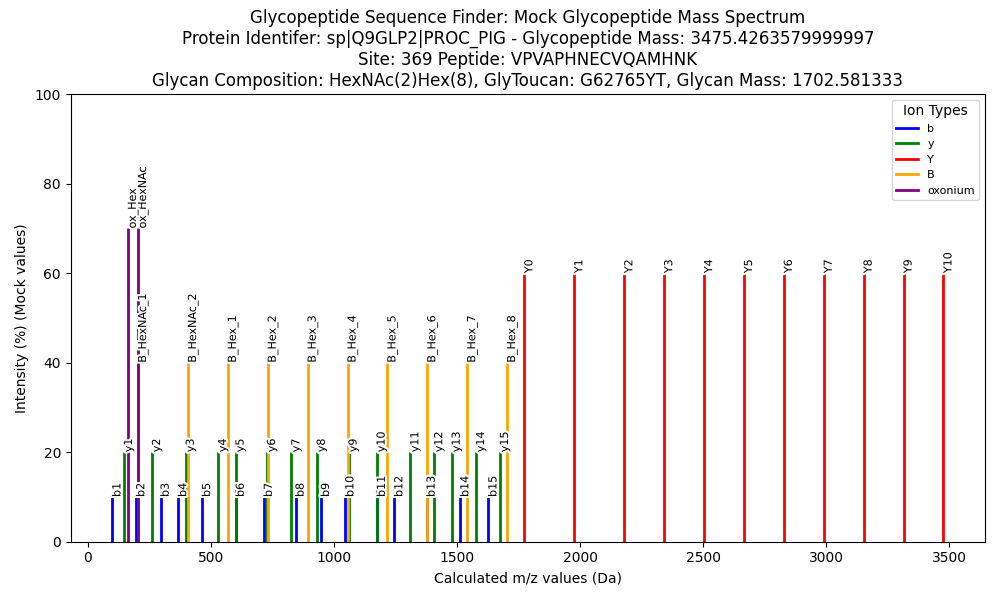 Glycopeptide Sequence Finder: Mock Glycopeptide Mass Spectrum
Protein Identifer: sp|Q9GLP2|PROC_PIG - Glycopeptide Mass: 3475.4263579999997
Site: 369 Peptide: VPVAPHNECVQAMHNK
Glycan Composition: HexNAc(2)Hex(8), GlyToucan: G62765YT, Glycan Mass: 1702.581333
Intensity (%) (Mock values)
100
80
60
40
20
0
Ion Types
b
y
Y
B
oxonium
ox_Hex
ox_HexNAc
Y0
Y1
Y2
Y3
Y4
Y5
Y6
Y7
Y8
Y9
Y10
B_HexNAc_1
B_HexNAc_2
B_Hex_1
B_Hex_2
B_Hex_3
B_Hex_4
B_Hex_5
B_Hex_6
B_Hex_7
B_Hex_8
y1
y2
y3
y4
y5
y6
y7
y8
y9
y10
y11
y12
y13
y14
y15
b1
b2
b3
b4
b5
b6
b7
b8
b9
b10
b11
b12
b13
b14
b15
0
500
1000
1500
2000
2500
3000
3500
Calculated m/z values (Da)